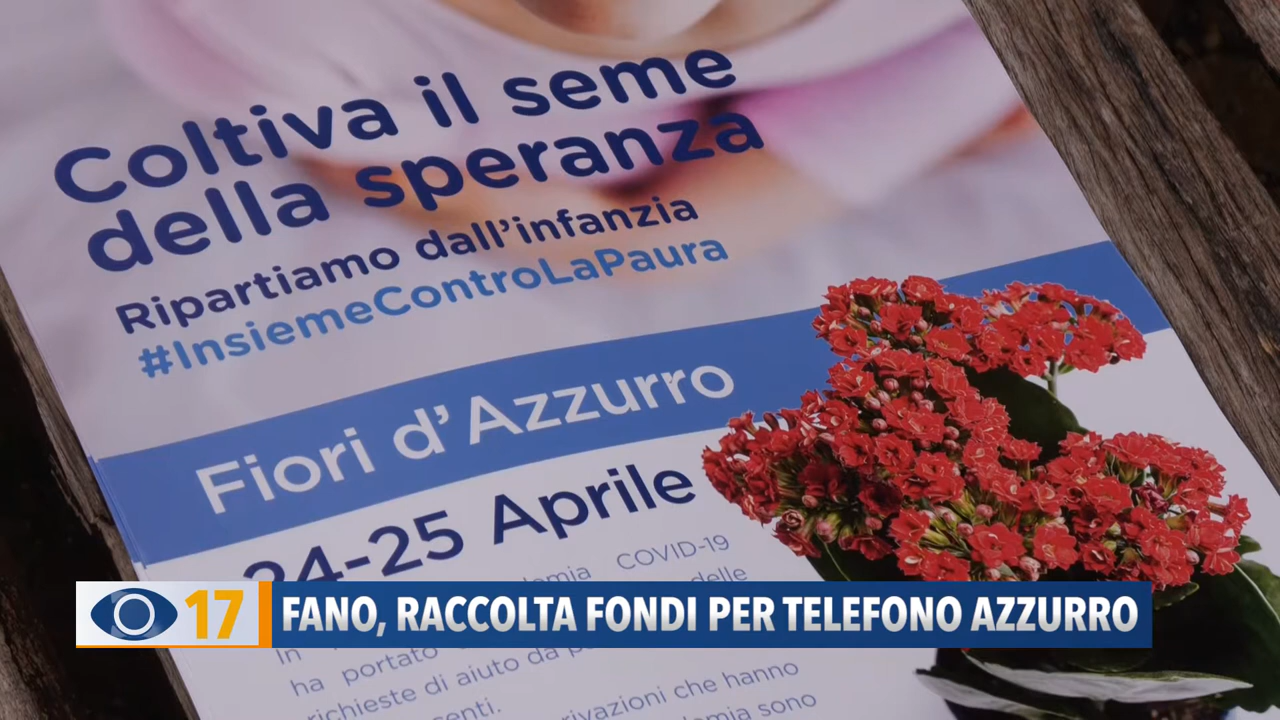 Coltiva il seme
della speranza
Ripartiamo dall'infanzia
#InsiemeControLaPaura
Fiori d'Azzurro
24-25 Aprile
COVID-19
delle
In
ha portato
richieste di aiuto da
che hanno
sono
17
FANO, RACCOLTA FONDI PER TELEFONO AZZURRO